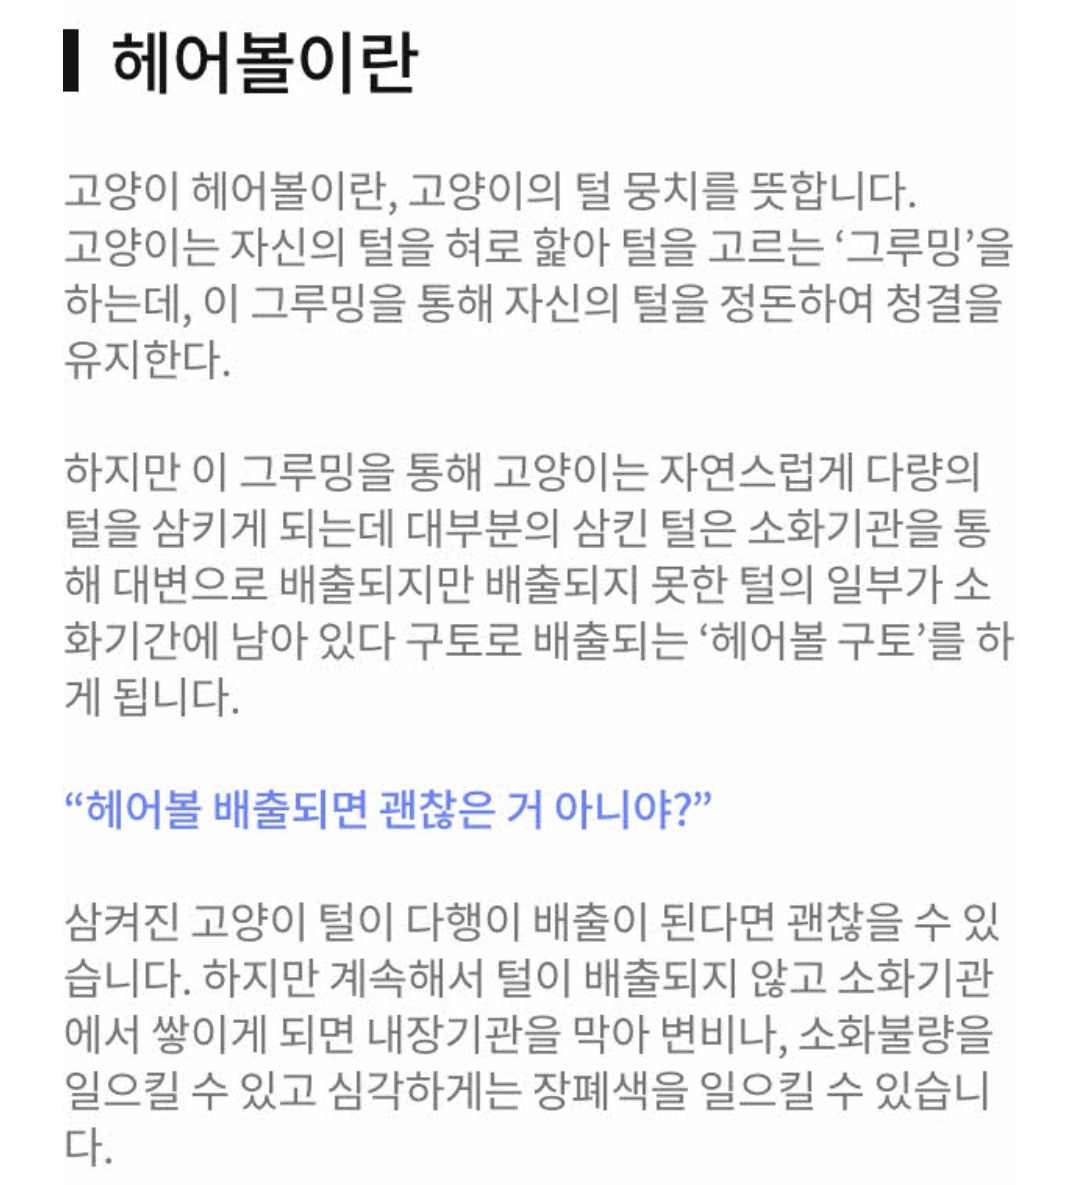 헤어볼이란
고양이 헤어볼이란, 고양이의 털 뭉치를 뜻합니다.
고양이는 자신의 털을 혀로 핥아 털을 고르는 ‘그루밍’을
하는데, 이 그루밍을 통해 자신의 털을 정돈하여 청결을
유지한다.
하지만 이 그루밍을 통해 고양이는 자연스럽게 다량의
털을 삼키게 되는데 대부분의 삼킨 털은 소화기관을 통
해 대변으로 배출되지만 배출되지 못한 털의 일부가 소
화기간에 남아 있다 구토로 배출되는 ‘헤어볼 구토’를 하
게 됩니다.
“헤어볼 배출되면 괜찮은 거 아니야?”
삼켜진 고양이 털이 다행이 배출이 된다면 괜찮을 수 있
습니다. 하지만 계속해서 털이 배출되지 않고 소화기관
에서 쌓이게 되면 내장기관을 막아 변비나, 소화불량을
일으킬 수 있고 심각하게는 장폐색을 일으킬 수 있습니
다.